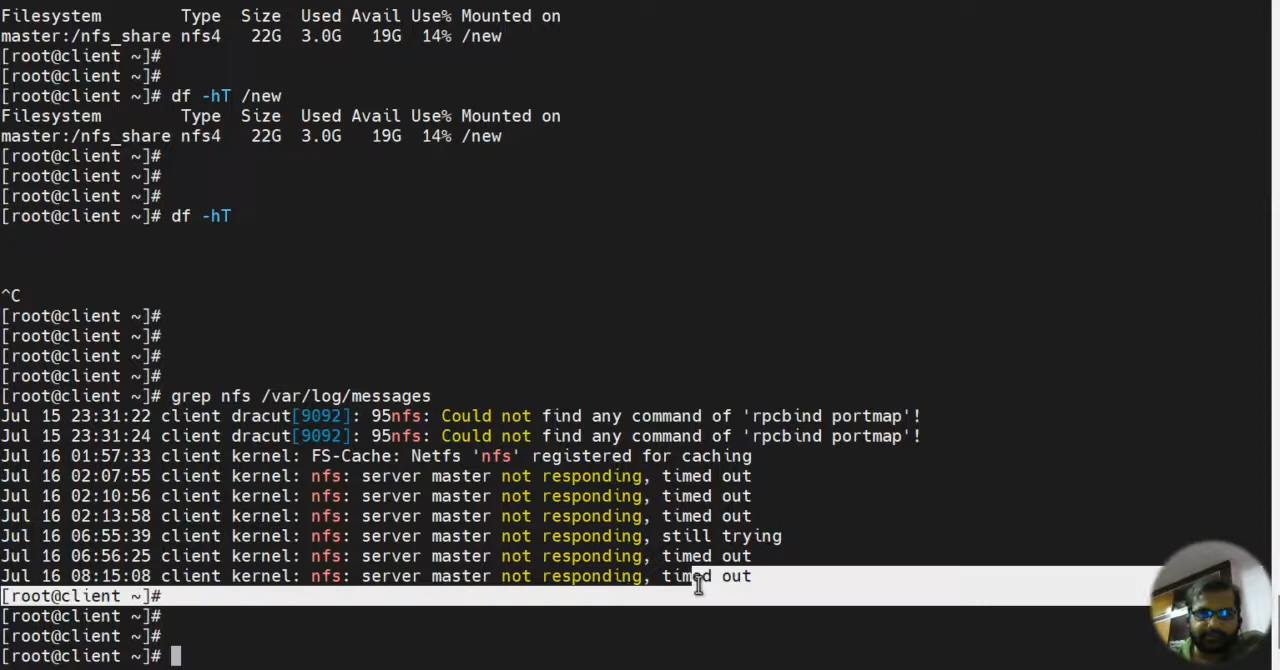 Filesystem Type Size Used Avail Use% Mounted on
master:/nfs_share nfs4 22G 3.0G 19G 14% /new
[root@client ~]#
[root@client ~]#
[root@client ~]# df -hT /new
Filesystem Type Size Used Avail Use% Mounted on
master:/nfs_share nfs4 22G 3.0G 19G 14% /new
[root@client ~]#
[root@client ~]#
[root@client ~]#
[root@client ~]# df -hT
^C
[root@client ~]#
[root@client ~]#
[root@client ~]#
[root@client ~]#
[root@client ~]# grep nfs /var/log/messages
Jul 15 23:31:22 client dracut[9092]: 95nfs: Could not find any command of 'rpcbind portmap'!
Jul 15 23:31:24 client dracut[9092]: 95nfs: Could not find any command of 'rpcbind portmap'!
Jul 16 01:57:33 client kernel: FS-Cache: Netfs 'nfs' registered for caching
Jul 16 02:07:55 client kernel: nfs: server master not responding, timed out
Jul 16 02:10:56 client kernel: nfs: server master not responding, timed out
Jul 16 02:13:58 client kernel: nfs: server master not responding, timed out
Jul 16 06:55:39 client kernel: nfs: server master not responding, still trying
Jul 16 06:56:25 client kernel: nfs: server master not responding, timed out
Jul 16 08:15:08 client kernel: nfs: server master not responding, timed out
[root@client ~]#
[root@client ~]#
[root@client ~]#
[root@client ~]#